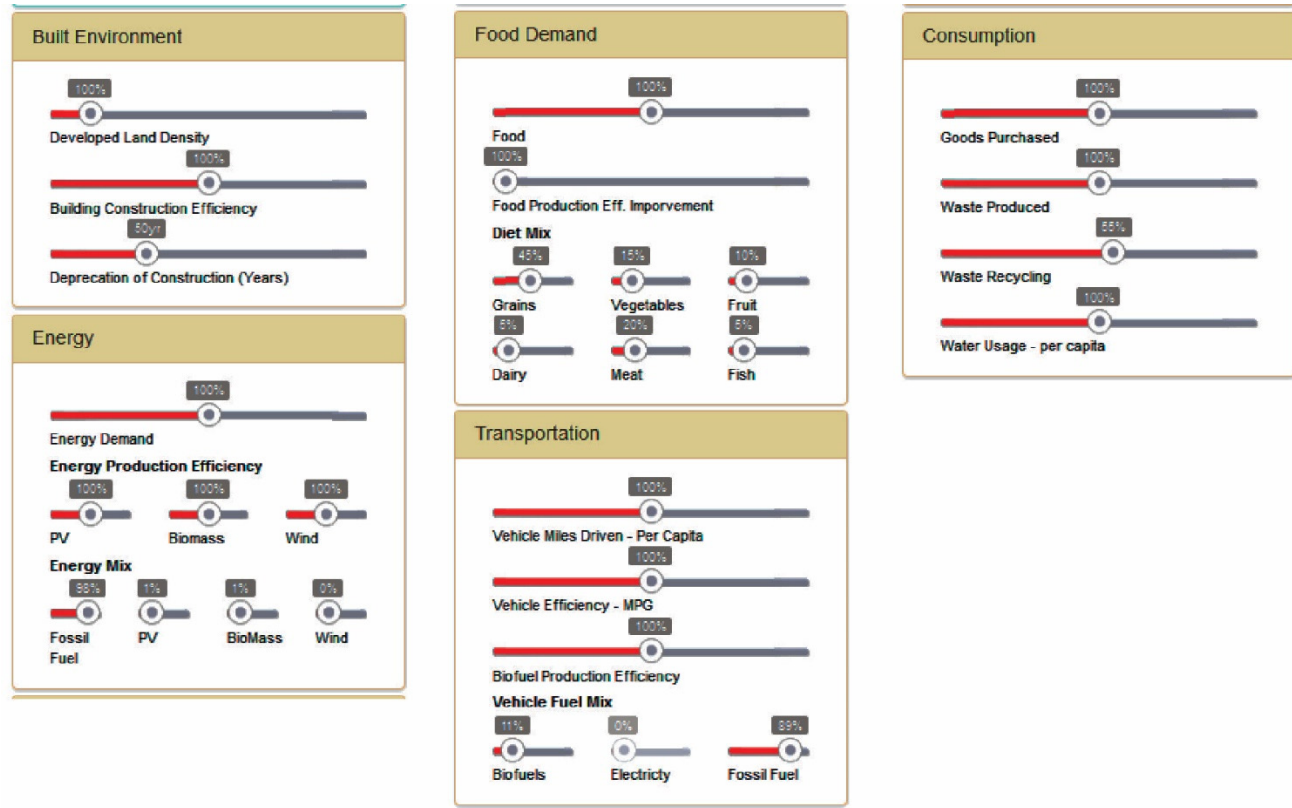 Built Environment
100%
Developed Land Density
100%
Building Construction Efficiency
50yr
Deprecation of Construction (Years)
Energy
100%
Energy Demand
Energy Production Efficiency
100% 100% 100%
PV Biomass Wind
Energy Mix
98% 1% 1% 0%
Fossil Fuel PV BioMass Wind
Food Demand
100%
Food
100%
Food Production Eff. Imporvement
Diet Mix
45% 15% 10%
Grains Vegetables Fruit
5% 20% 5%
Dairy Meat Fish
Transportation
100%
Vehicle Miles Driven - Per Capita
100%
Vehicle Efficiency - MPG
100%
Biofuel Production Efficiency
Vehicle Fuel Mix
11% 0% 89%
Biofuels Electricty Fossil Fuel
Consumption
100%
Goods Purchased
100%
Waste Produced
55%
Waste Recycling
100%
Water Usage - per capita